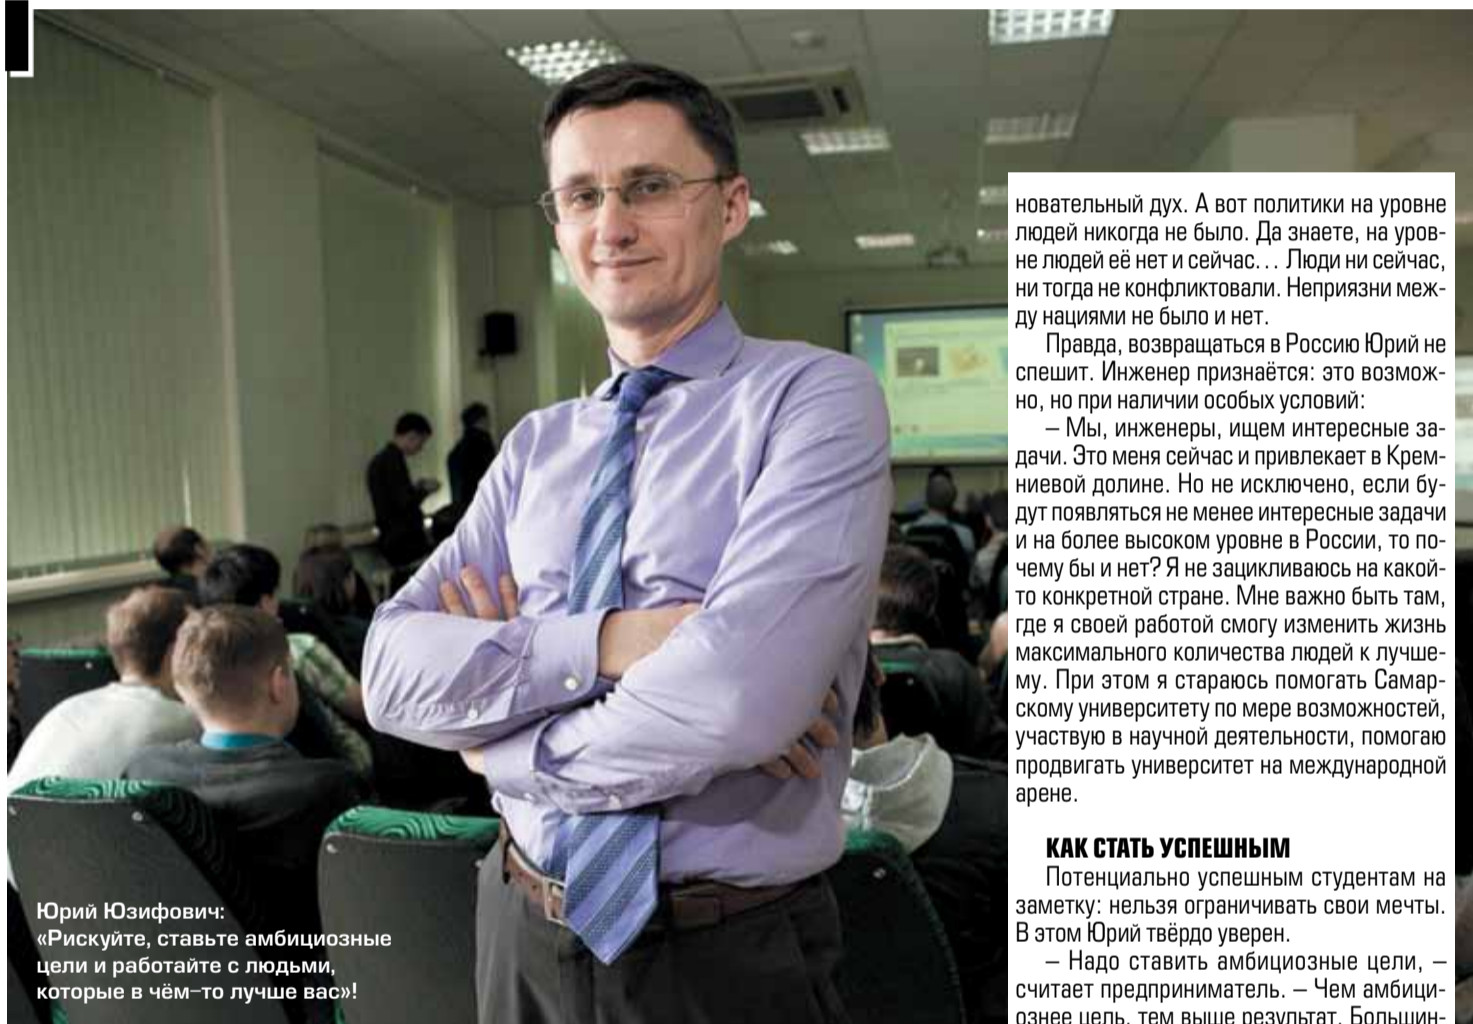 новательный дух. А вот политики на уровне
людей никогда не было. Да знаете, на уров-
не людей её нет и сейчас... Люди ни сейчас,
ни тогда не конфликтовали. Неприязни меж-
ду нациями не было и нет.
Правда, возвращаться в Россию Юрий не
спешит. Инженер признаётся: это возмож-
но, но при наличии особых условий:
– Мы, инженеры, ищем интересные за-
дачи. Это меня сейчас и привлекает в Крем-
ниевой долине. Но не исключено, если бу-
дут появляться не менее интересные задачи
и на более высоком уровне в России, то по-
чему бы и нет? Я не зацикливаюсь на какой-
то конкретной стране. Мне важно быть там,
где я своей работой смогу изменить жизнь
максимального количества людей к лучше-
му. При этом я стараюсь помогать Самар-
скому университету по мере возможностей,
участвую в научной деятельности, помогаю
продвигать университет на международной
арене.
КАК СТАТЬ УСПЕШНЫМ
Потенциально успешным студентам на
заметку: нельзя ограничивать свои мечты.
В этом Юрий твёрдо уверен.
– Надо ставить амбициозные цели, –
считает предприниматель. – Чем амбици-
ознее цель, тем выше результат. Большин-
Юрий Юзифович:
«Рискуйте, ставьте амбициозные
цели и работайте с людьми,
которые в чём-то лучше вас»!